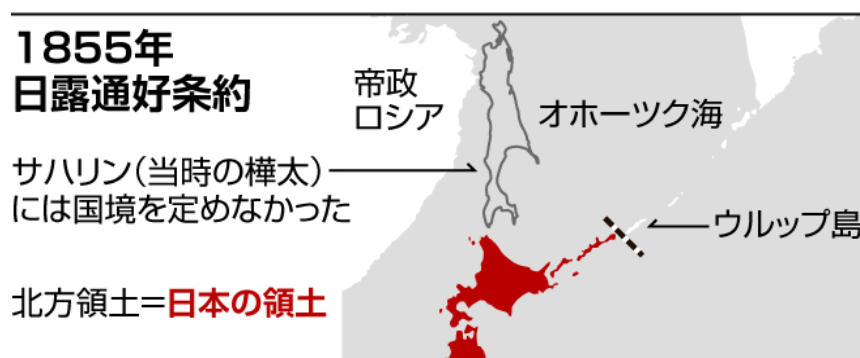 1855年
日露通好条約
帝政
ロシア
オホーツク海
サハリン（当時の樺太）
には国境を定めなかった
ウルップ島
北方領土＝日本の領土